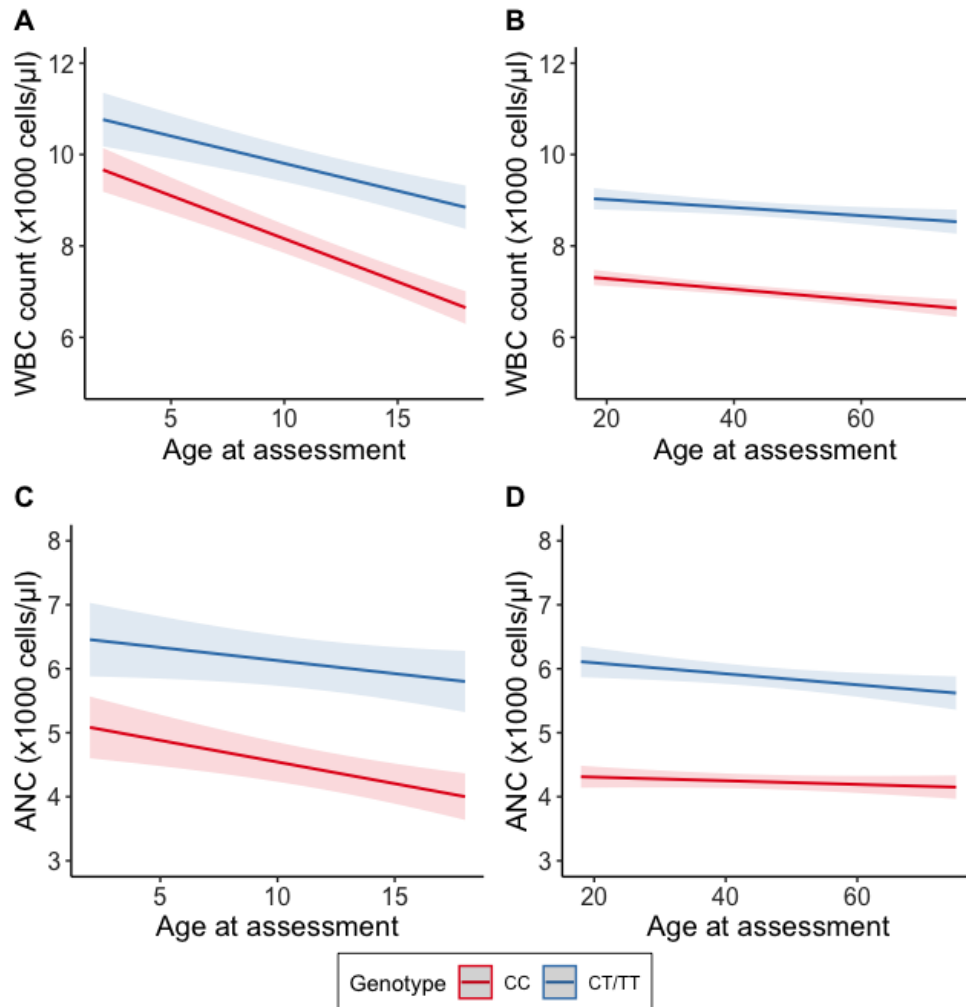 A
B
WBC count (x1000 cells/µl)
12
10
8
6
5
10
15
Age at assessment
WBC count (x1000 cells/µl)
12
10
8
6
20
40
60
Age at assessment
C
D
ANC (x1000 cells/µl)
8
7
6
5
4
3
5
10
15
Age at assessment
ANC (x1000 cells/µl)
8
7
6
5
4
3
20
40
60
Age at assessment
Genotype CC CT/TT